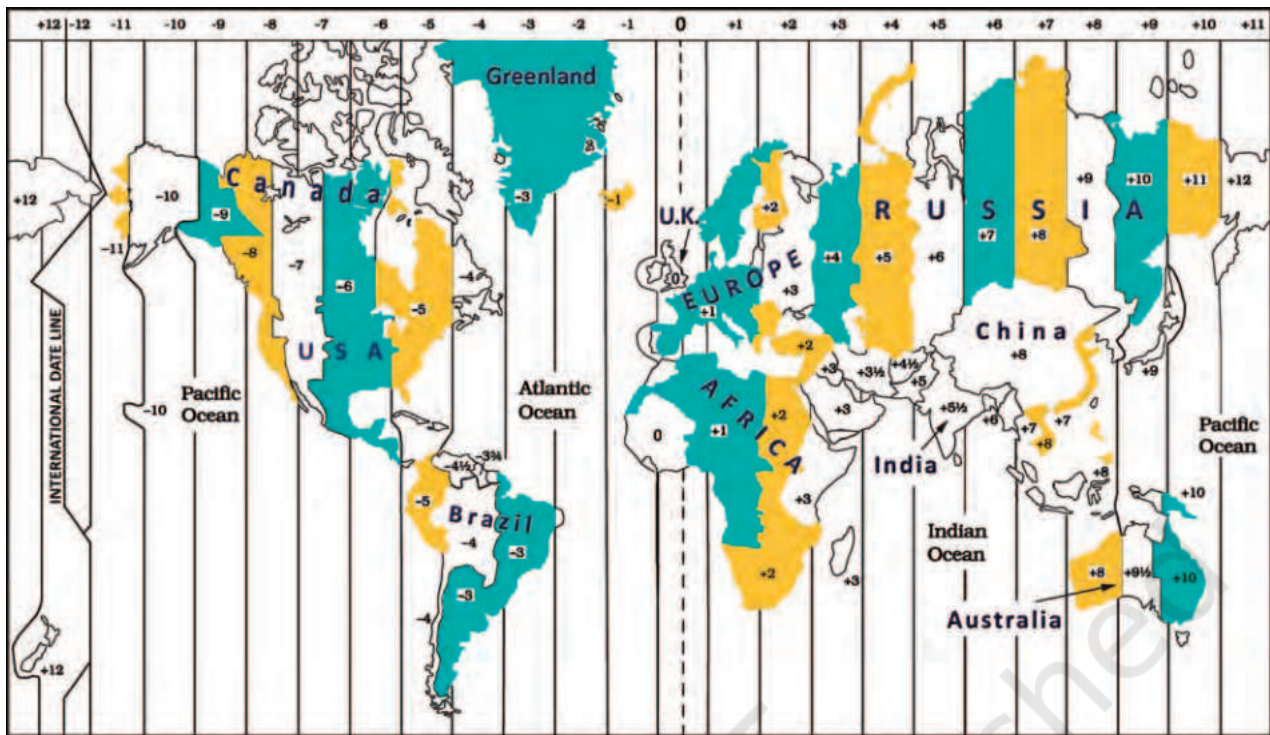 +12 -12 -11 -10 -9 -8 -7 -6 -5 -4 -3 -2 -1 0 +1 +2 +3 +4 +5 +6 +7 +8 +9 +10 +11
Greenland
Canada
+12
-11
-10
-9
-8
-7
-6
-5
-4
-3
-1
U.K.
0
+2
EUROPE
+1
+3
+4
RUSSIA
+5
+6
+7
+8
+9
+10
+11
+12
USA
China
+8
+2
+3
+3½
+4½
+5
+9
INTERNATIONAL DATE LINE
Pacific
Ocean
-10
Atlantic
Ocean
AFRICA
0
+1
+2
+3
+3
+5½
+6
+7
+8
+7
+8
India
Pacific
Ocean
-4½
-3¾
-5
Brazil
-4
-3
-3
-4
+2
+3
Indian
Ocean
+10
+8
+9½
+10
Australia
+12